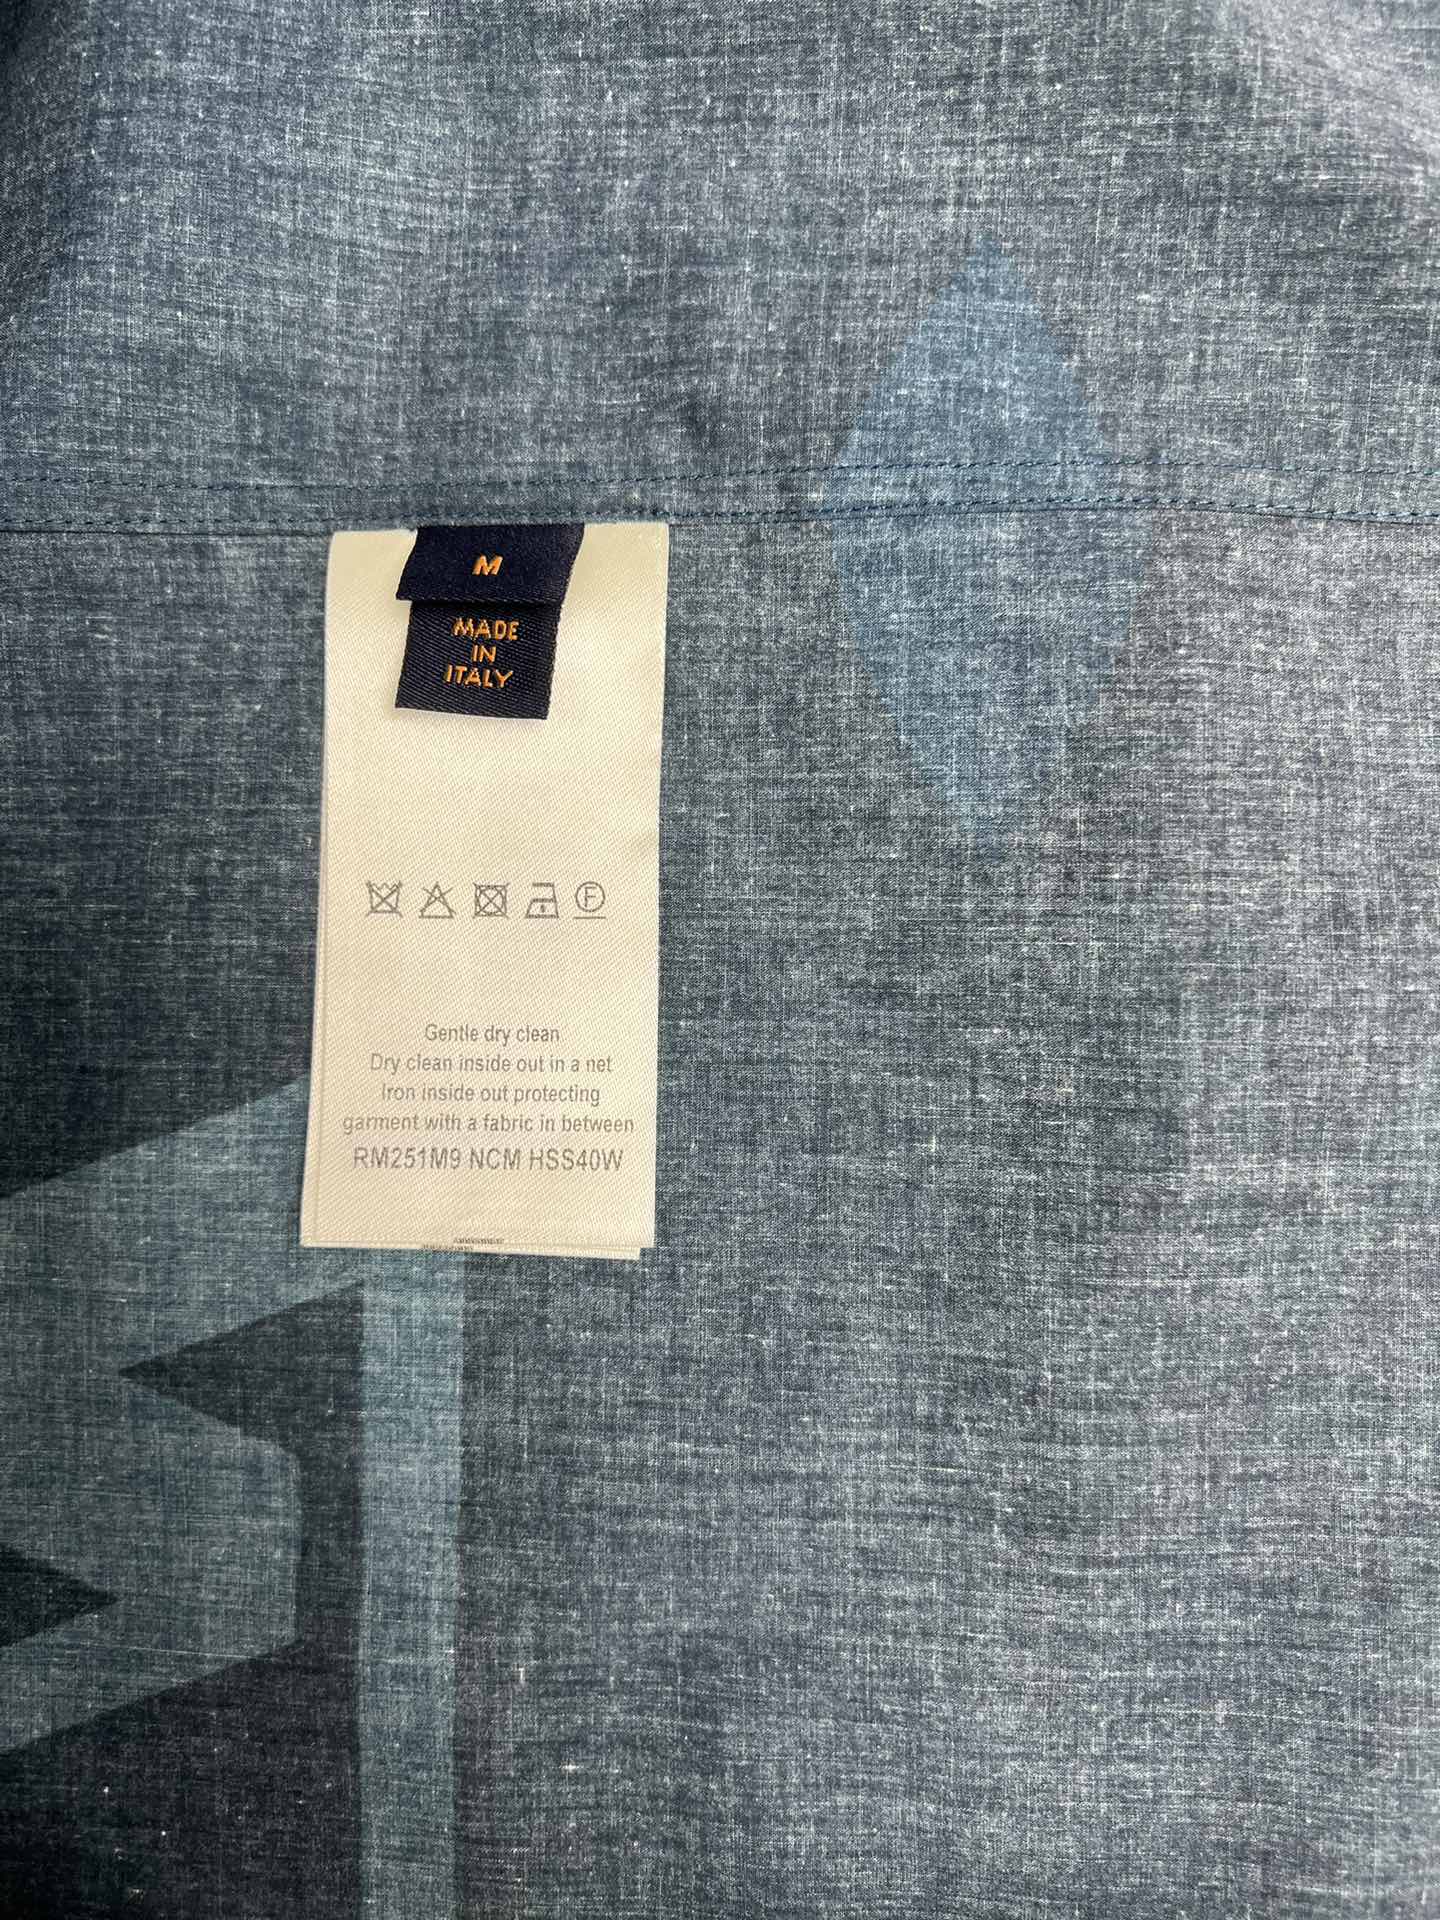 M
MADE
IN
ITALY
F
Gentle dry clean
Dry clean inside out in a net
Iron inside out protecting
garment with a fabric in between
RM251M9 NCM HSS40W